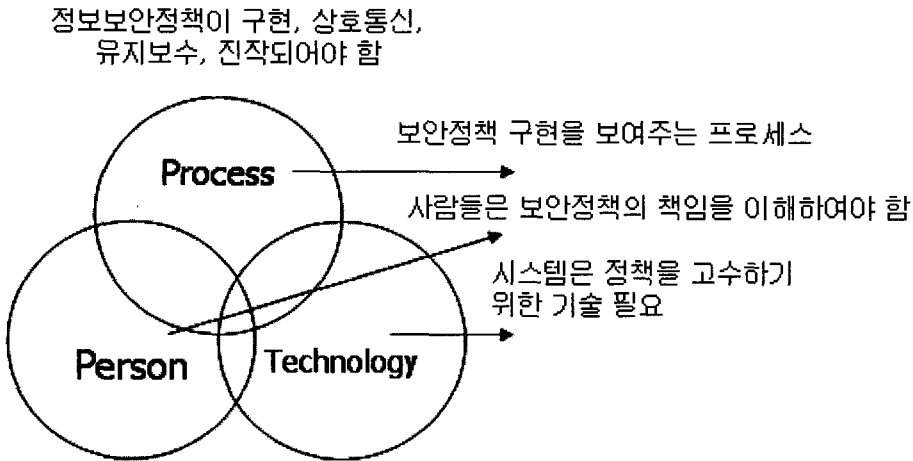 정보보안정책이 구현, 상호통신,
유지보수, 진작되어야 함
보안정책 구현을 보여주는 프로세스
Process
사람들은 보안정책의 책임을 이해하여야 함
시스템은 정책을 고수하기
위한 기술 필요
Person
Technology